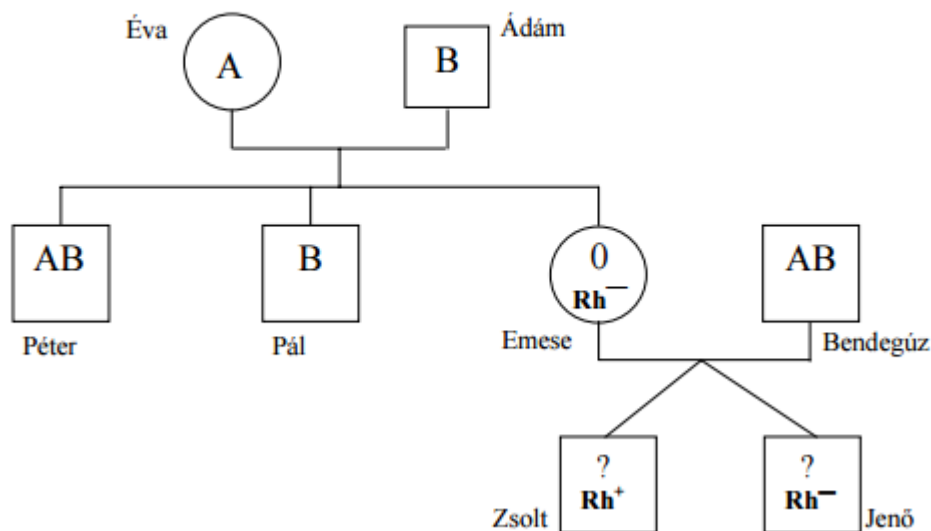 Éva
Ádám
A
B
AB
B
0
Rh—
AB
Péter
Pál
Emese
Bendegúz
?
Rh+
?
Rh—
Zsolt
Jenő